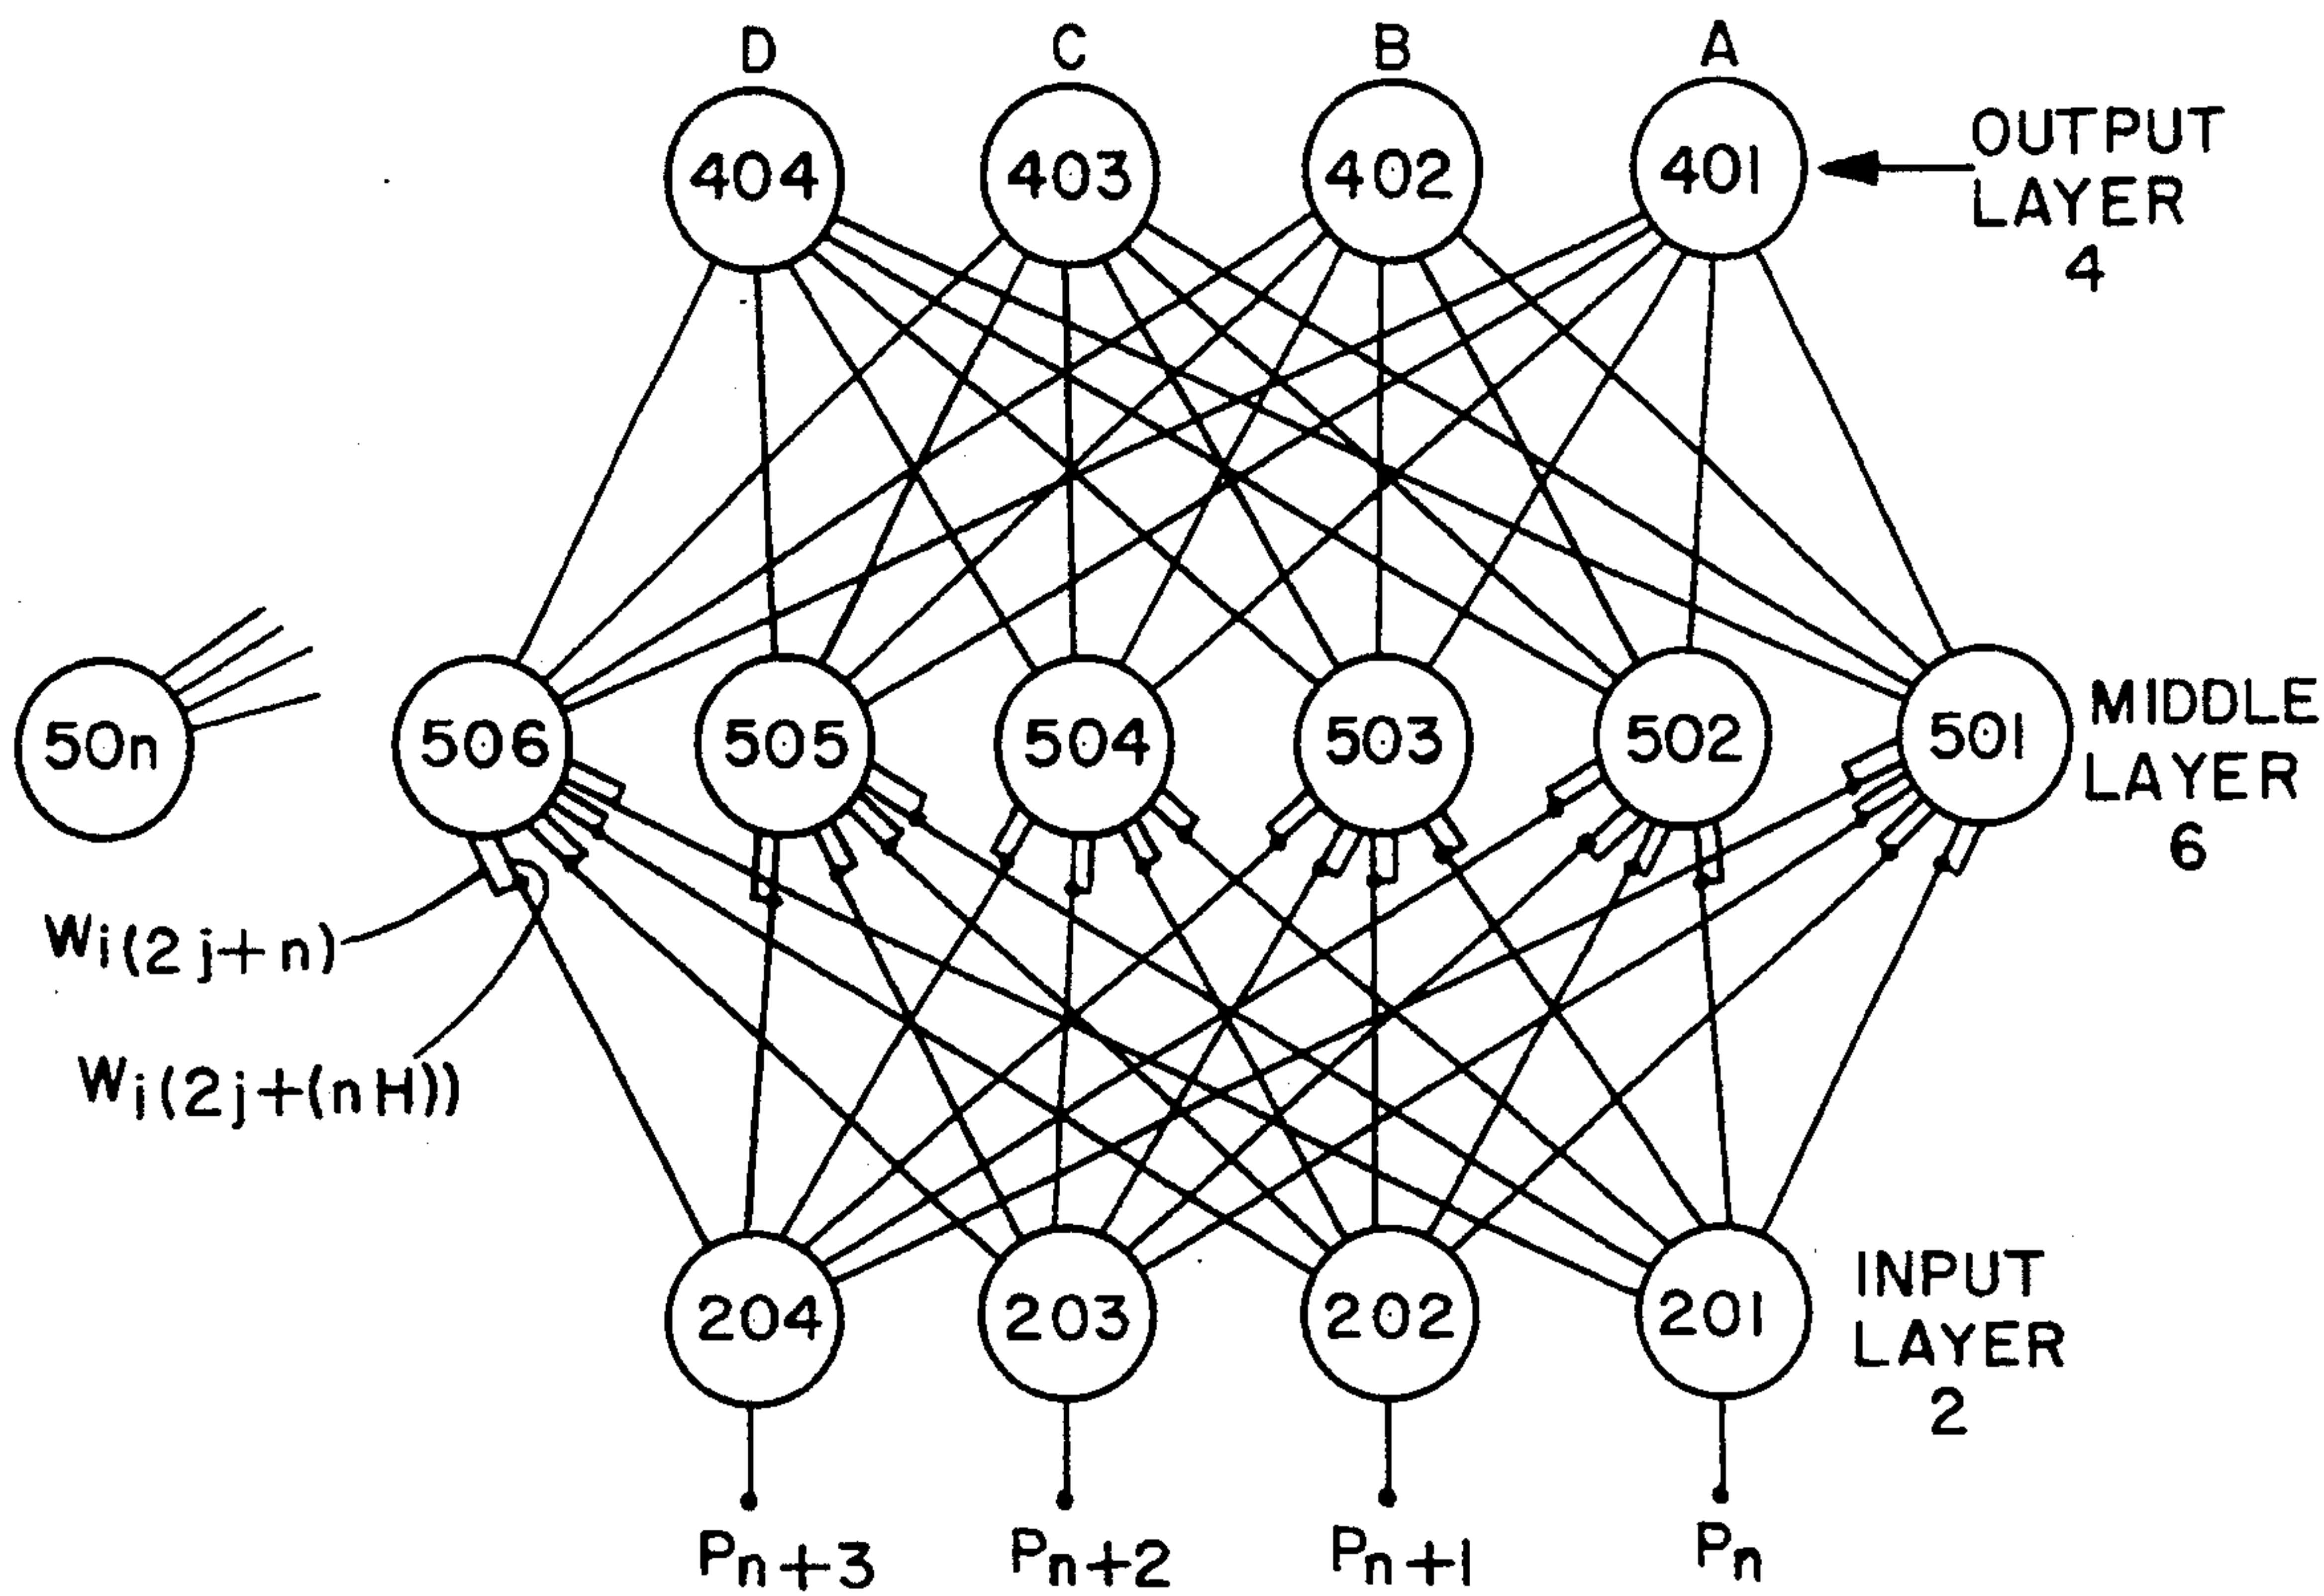 D C B A
404 403 402 401
OUTPUT
LAYER
4
50n 506 505 504 503 502 501
MIDDLE
LAYER
6
Wi(2j+n)
Wi(2j+(nH))
204 203 202 201
INPUT
LAYER
2
Pn+3 Pn+2 Pn+1 Pn